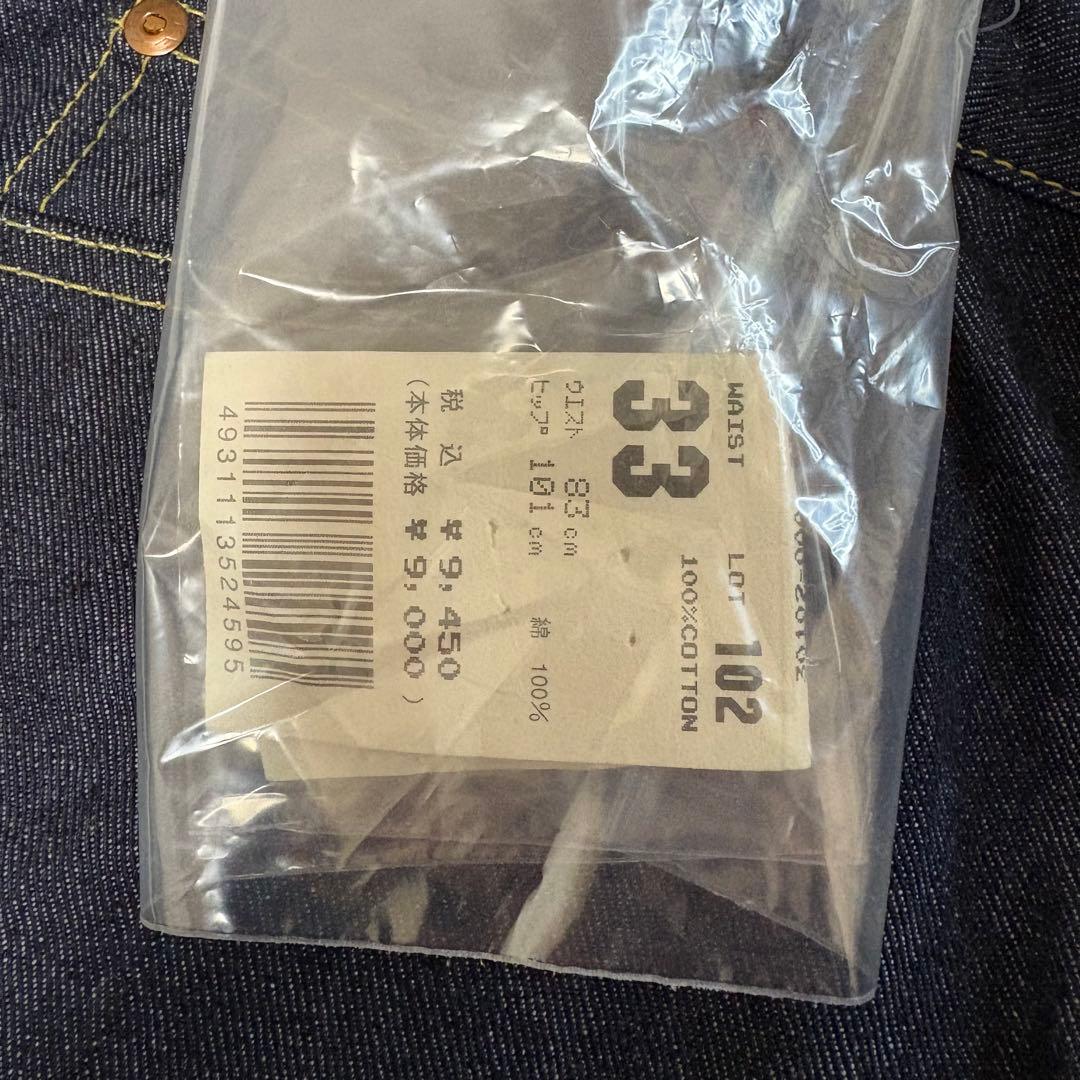 WAIST LOT 102
33 100%COTTON
ウエスト 83cm
ヒップ 101cm 綿 100%
税込 ¥9,450
(本体価格 ¥9,000)
4931113524595